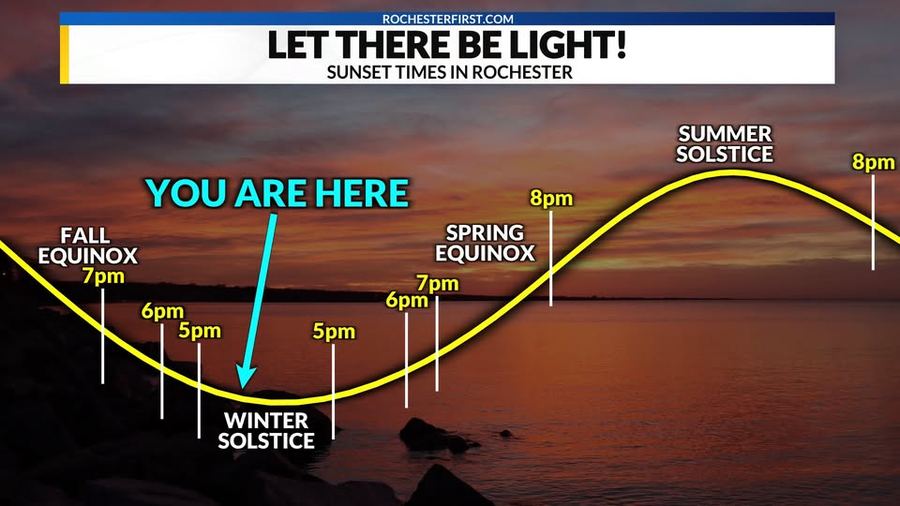 ROCHESTERFIRST.COM
LET THERE BE LIGHT!
SUNSET TIMES IN ROCHESTER
SUMMER
SOLSTICE
8pm
YOU ARE HERE
8pm
FALL
EQUINOX
7pm
SPRING
EQUINOX
6pm
5pm
5pm
6pm
7pm
WINTER
SOLSTICE